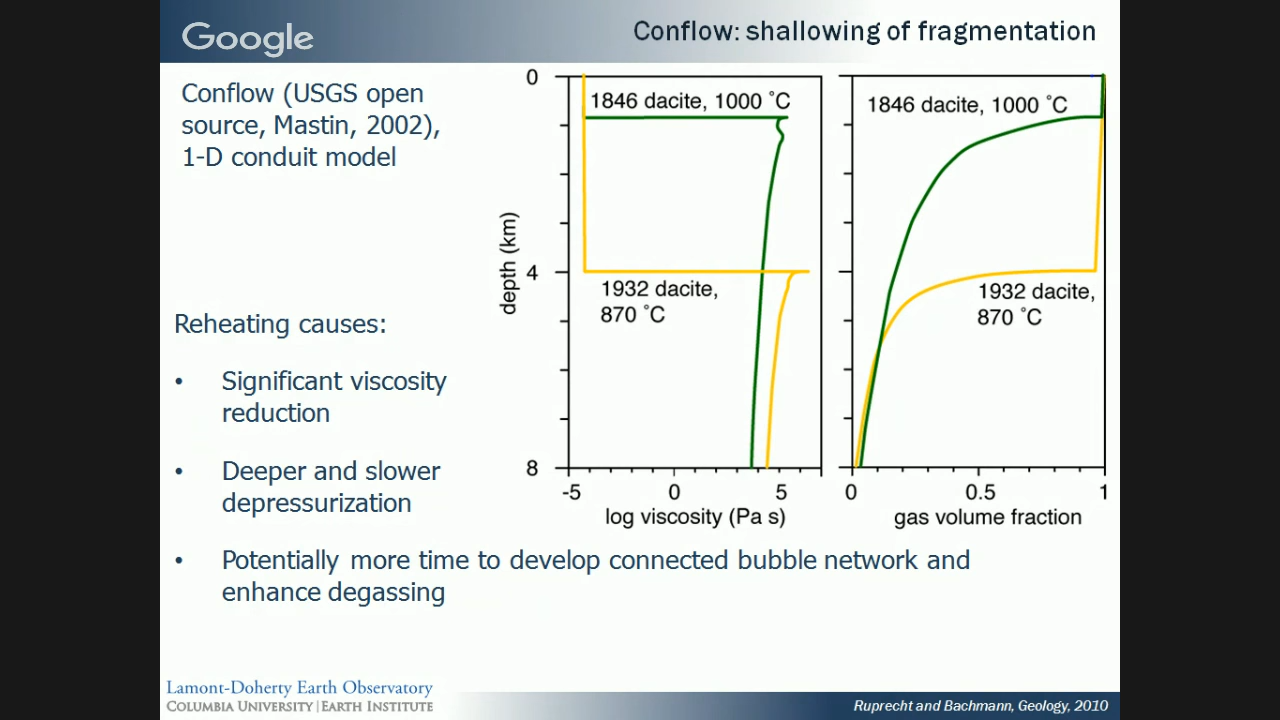 Google
Conflow: shallowing of fragmentation
Conflow (USGS open
source, Mastin, 2002),
1-D conduit model
Reheating causes:
• Significant viscosity
reduction
• Deeper and slower
depressurization
• Potentially more time to develop connected bubble network and
enhance degassing
0
4
8
depth (km)
1846 dacite, 1000 ˚C
1932 dacite,
870 ˚C
-5 0 5
log viscosity (Pa s)
1846 dacite, 1000 ˚C
1932 dacite,
870 ˚C
0 0.5 1
gas volume fraction
Lamont-Doherty Earth Observatory
COLUMBIA UNIVERSITY | EARTH INSTITUTE
Ruprecht and Bachmann, Geology, 2010